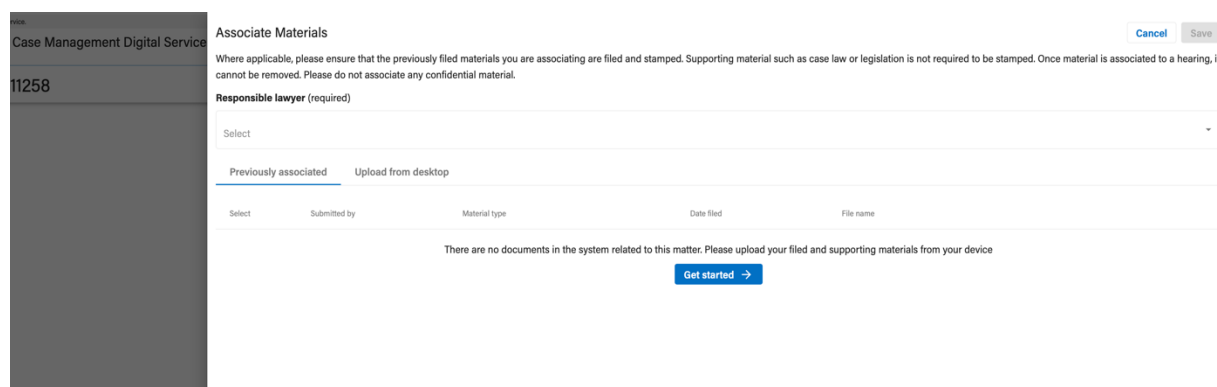 rvice.
Case Management Digital Service
11258
Associate Materials
Cancel
Save
Where applicable, please ensure that the previously filed materials you are associating are filed and stamped. Supporting material such as case law or legislation is not required to be stamped. Once material is associated to a hearing, i
cannot be removed. Please do not associate any confidential material.
Responsible lawyer (required)
Select
Previously associated Upload from desktop
Select Submitted by Material type Date filed File name
There are no documents in the system related to this matter. Please upload your filed and supporting materials from your device
Get started →